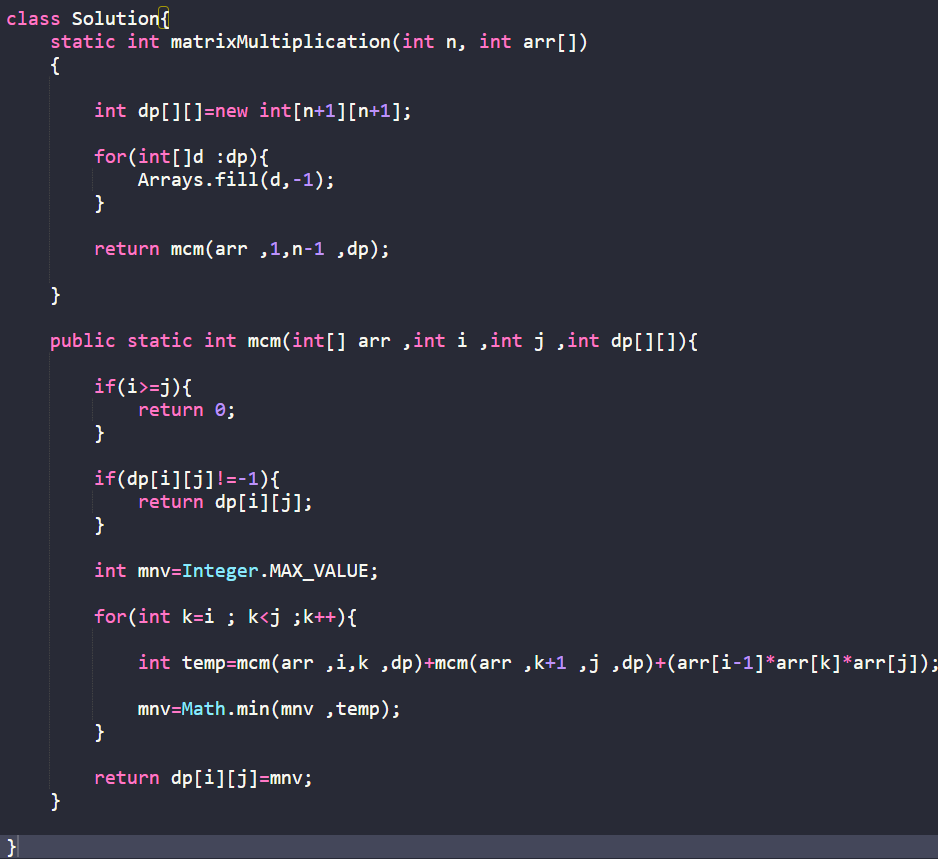 class Solution{
    static int matrixMultiplication(int n, int arr[])
    {
        int dp[][]=new int[n+1][n+1];
        for(int[]d :dp){
            Arrays.fill(d,-1);
        }
        return mcm(arr ,1,n-1 ,dp);
    }
    public static int mcm(int[] arr ,int i ,int j ,int dp[][]){
        if(i>=j){
            return 0;
        }
        if(dp[i][j]!=-1){
            return dp[i][j];
        }
        int mnv=Integer.MAX_VALUE;
        for(int k=i ; k<j ;k++){
            int temp=mcm(arr ,i,k ,dp)+mcm(arr ,k+1 ,j ,dp)+(arr[i-1]*arr[k]*arr[j]);
            mnv=Math.min(mnv ,temp);
        }
        return dp[i][j]=mnv;
    }
}